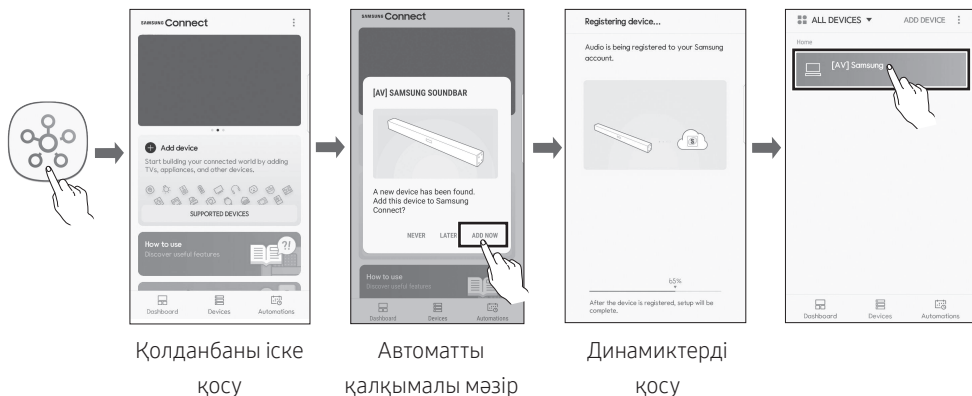 SAMSUNG Connect
Add device
Start building your connected world by adding
TVs, appliances, and other devices.
SUPPORTED DEVICES
How to use
Discover useful features
Dashboard
Devices
Automations
SAMSUNG Connect
[AV] SAMSUNG SOUNDBAR
A new device has been found.
Add this device to Samsung
Connect?
NEVER
LATER
ADD NOW
How to use
Discover useful features
Dashboard
Devices
Automations
Registering device...
Audio is being registered to your Samsung
account.
65%
After the device is registered, setup will be
complete.
ALL DEVICES
ADD DEVICE
Home
[AV] Samsung
Dashboard
Devices
Automations
Қолданбаны іске
қосу
Автоматты
қалқымалы мәзір
Динамиктерді
қосу